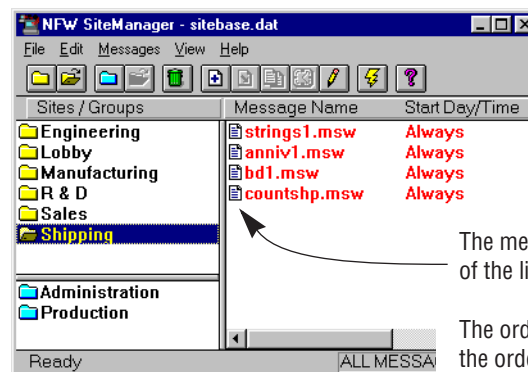 NFW SiteManager - sitebase.dat
File Edit Messages View Help
Sites / Groups Message Name Start Day/Time
Engineering strings1.msw Always
Lobby anniv1.msw Always
Manufacturing bd1.msw Always
R & D countshp.msw Always
Sales
Shipping
The me
of the li
Administration
Production
The ord
the orde
Ready ALL MESSA